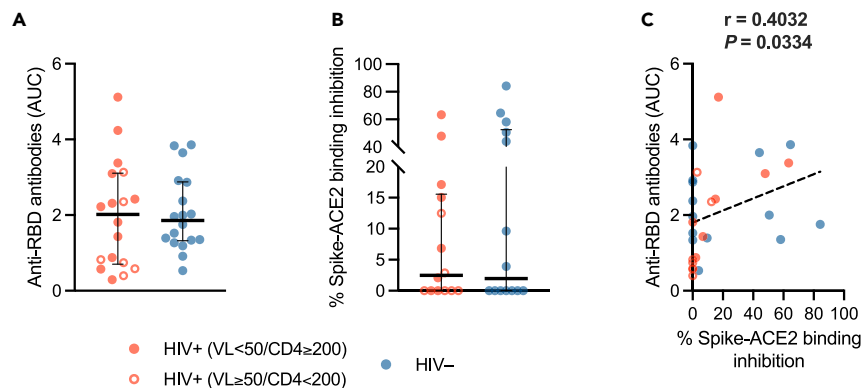 A
Anti-RBD antibodies (AUC)
6
4
2
0
B
% Spike-ACE2 binding inhibition
100
80
60
40
20
15
10
5
0
C
r = 0.4032
P = 0.0334
Anti-RBD antibodies (AUC)
6
4
2
0
0 20 40 60 80 100
% Spike-ACE2 binding
inhibition
HIV+ (VL<50/CD4≥200)
HIV+ (VL≥50/CD4<200)
HIV–